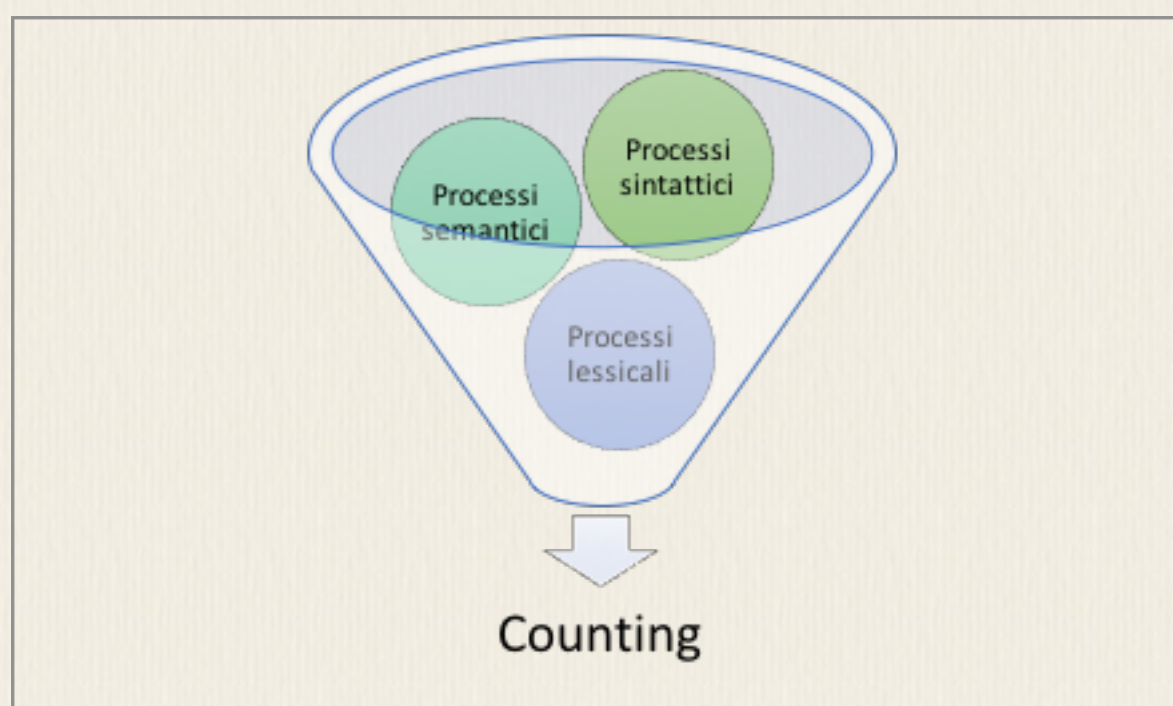 Processi
sintattici
Processi
semantici
Processi
lessicali
Counting